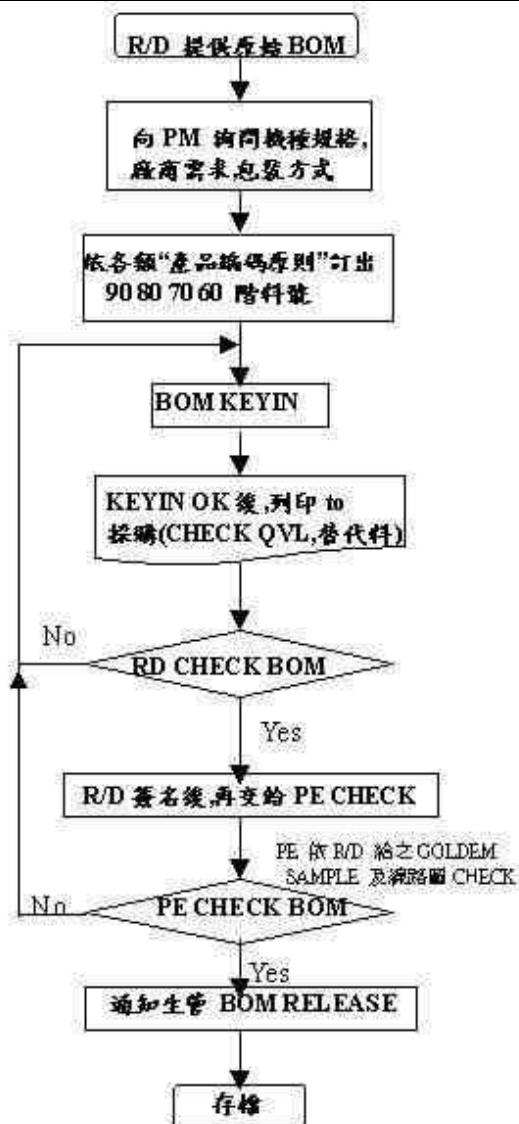 R/D 提供原始 BOM
向 PM 詢問機種規格,
廠商需求,包裝方式
依各類“產品編碼原則”訂出
90 80 70 60 階料號
BOM KEYIN
KEYIN OK 後,列印 to
採購(CHECK QVL,替代料)
No
RD CHECK BOM
Yes
R/D 簽名後,再交給 PE CHECK
PE 依 R/D 給之 GOLDEM
SAMPLE 及線路圖 CHECK
No
PE CHECK BOM
Yes
通知生管 BOM RELEASE
存檔